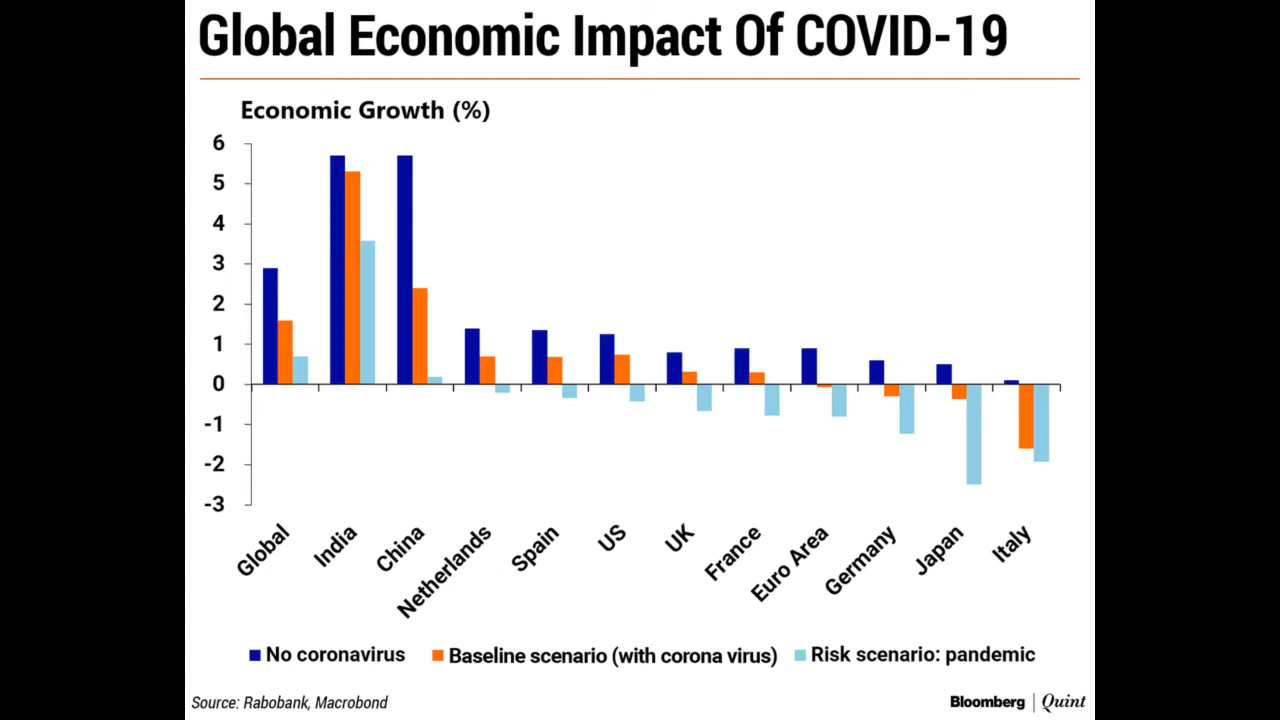 Global Economic Impact Of COVID-19
Economic Growth (%)
6
5
4
3
2
1
0
-1
-2
-3
Global
India
China
Netherlands
Spain
US
UK
France
Euro Area
Germany
Japan
Italy
No coronavirus
Baseline scenario (with corona virus)
Risk scenario: pandemic
Source: Rabobank, Macrobond
Bloomberg | Quint